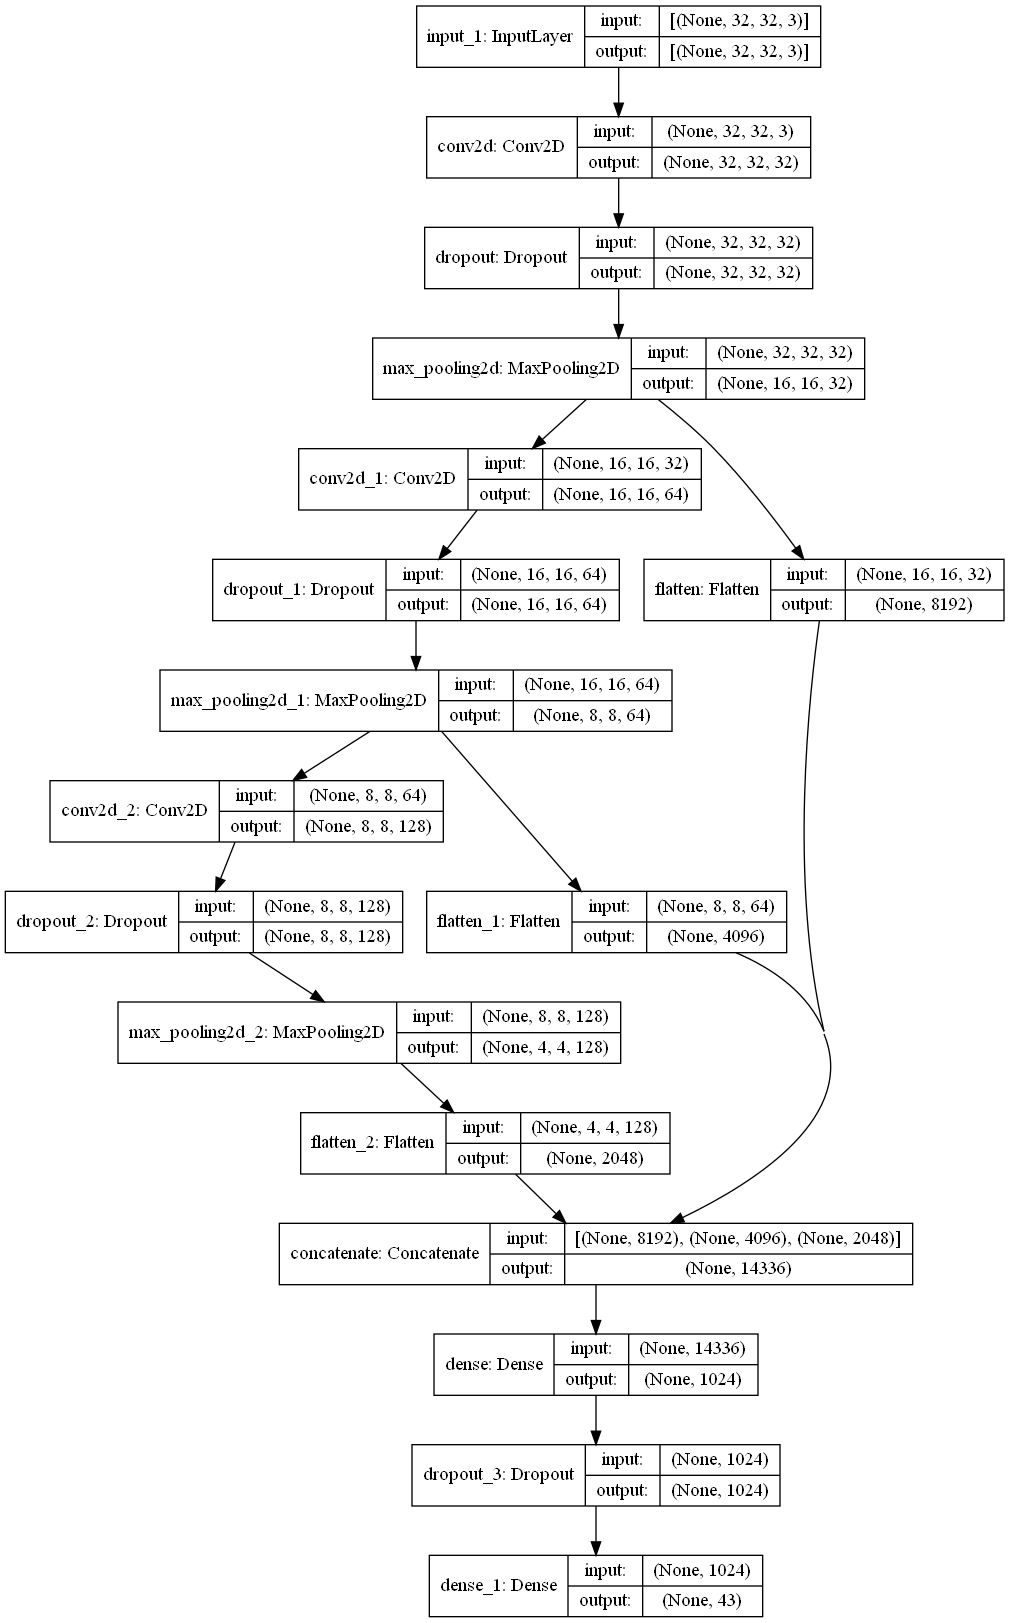 input_1: InputLayer
input: [(None, 32, 32, 3)]
output: [(None, 32, 32, 3)]
conv2d: Conv2D
input: (None, 32, 32, 3)
output: (None, 32, 32, 32)
dropout: Dropout
input: (None, 32, 32, 32)
output: (None, 32, 32, 32)
max_pooling2d: MaxPooling2D
input: (None, 32, 32, 32)
output: (None, 16, 16, 32)
conv2d_1: Conv2D
input: (None, 16, 16, 32)
output: (None, 16, 16, 64)
dropout_1: Dropout
input: (None, 16, 16, 64)
output: (None, 16, 16, 64)
flatten: Flatten
input: (None, 16, 16, 32)
output: (None, 8192)
max_pooling2d_1: MaxPooling2D
input: (None, 16, 16, 64)
output: (None, 8, 8, 64)
conv2d_2: Conv2D
input: (None, 8, 8, 64)
output: (None, 8, 8, 128)
dropout_2: Dropout
input: (None, 8, 8, 128)
output: (None, 8, 8, 128)
flatten_1: Flatten
input: (None, 8, 8, 64)
output: (None, 4096)
max_pooling2d_2: MaxPooling2D
input: (None, 8, 8, 128)
output: (None, 4, 4, 128)
flatten_2: Flatten
input: (None, 4, 4, 128)
output: (None, 2048)
concatenate: Concatenate
input: [(None, 8192), (None, 4096), (None, 2048)]
output: (None, 14336)
dense: Dense
input: (None, 14336)
output: (None, 1024)
dropout_3: Dropout
input: (None, 1024)
output: (None, 1024)
dense_1: Dense
input: (None, 1024)
output: (None, 43)